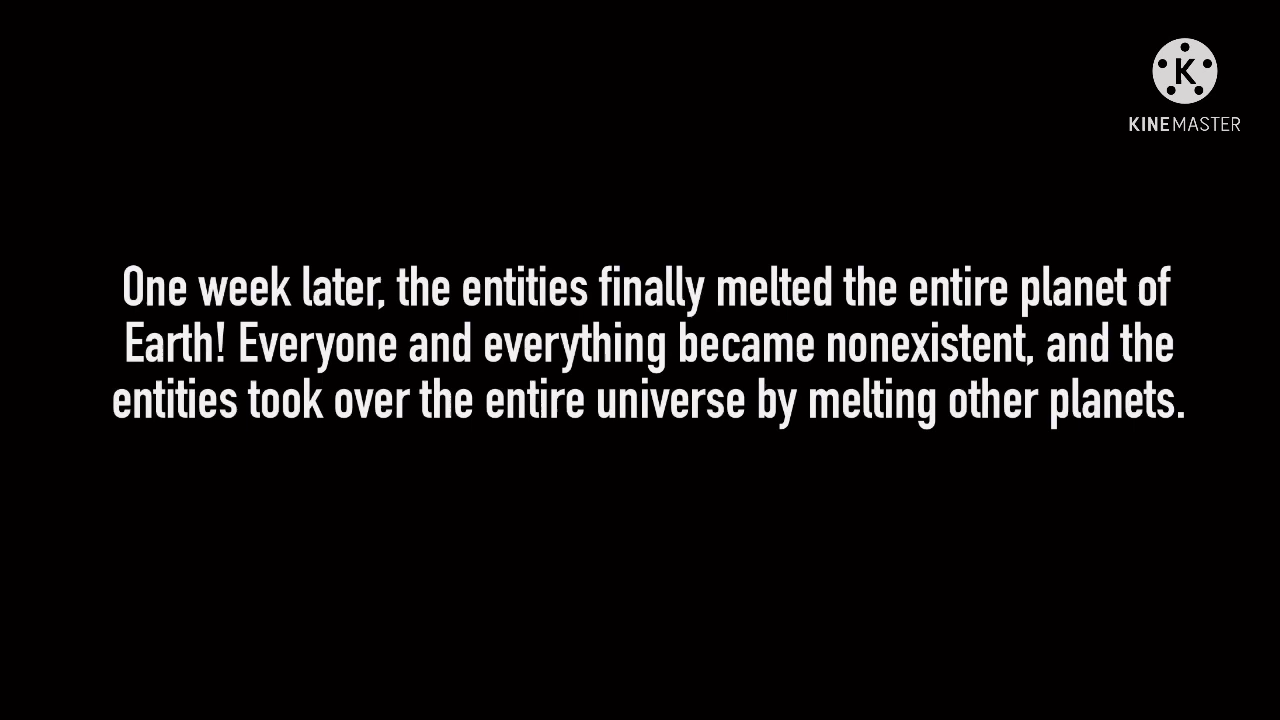 K
KINEMASTER
One week later, the entities finally melted the entire planet of
Earth! Everyone and everything became nonexistent, and the
entities took over the entire universe by melting other planets.